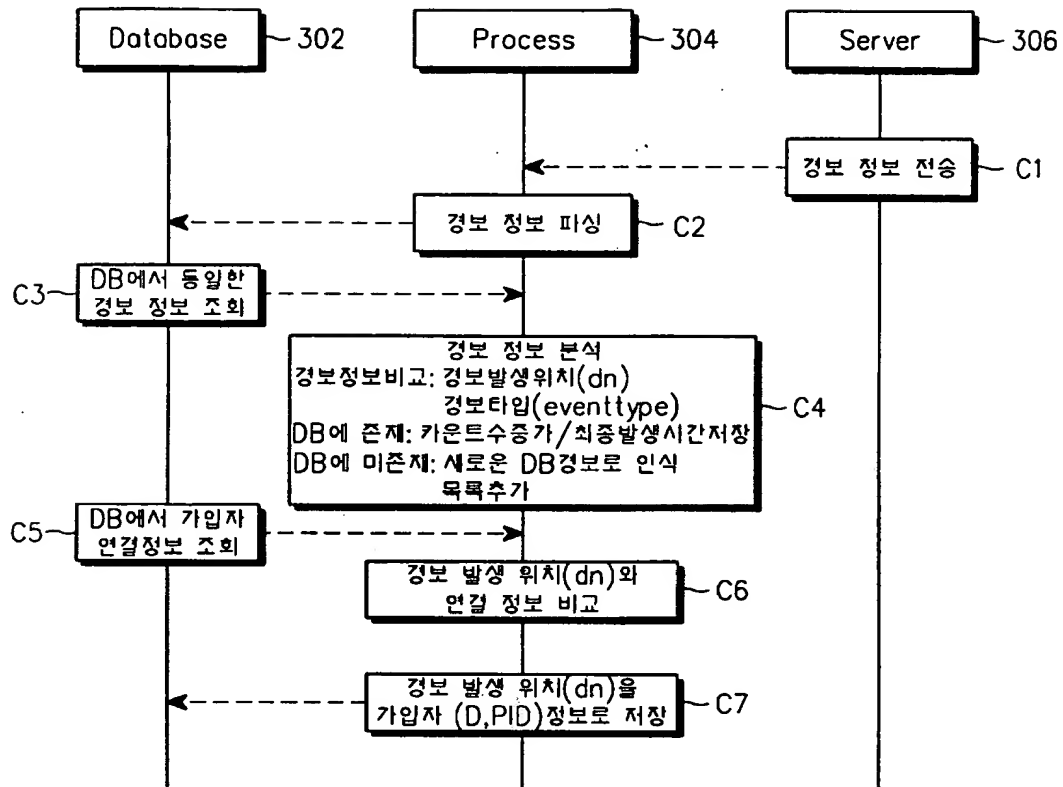 Database 302
Process 304
Server 306
경보 정보 전송 C1
경보 정보 파싱 C2
C3 DB에서 동일한
경보 정보 조회
경보 정보 분석
경보정보비교: 경보발생위치(dn)
경보타입(eventtype)
DB에 존재: 카운트수증가/최종발생시간저장
DB에 미존재: 새로운 DB경보로 인식
목록추가
C4
C5 DB에서 가입자
연결정보 조회
경보 발생 위치(dn)와
연결 정보 비교
C6
경보 발생 위치(dn)을
가입자 (D,PID)정보로 저장
C7